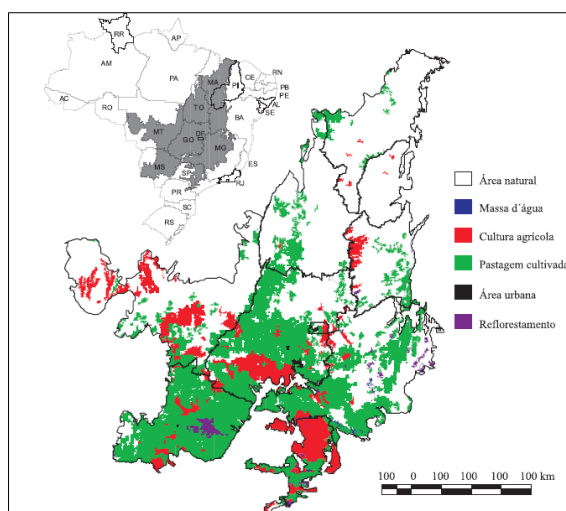 RR
AP
AM
PA
MA
CE
RN
PI
PB
PE
AL
SE
AC
RO
TO
BA
MT
DF
GO
MG
MS
ES
SP
RJ
PR
SC
RS
Área natural
Massa d´água
Cultura agrícola
Pastagem cultivada
Área urbana
Reflorestamento
100 0 100 100 100 100 km